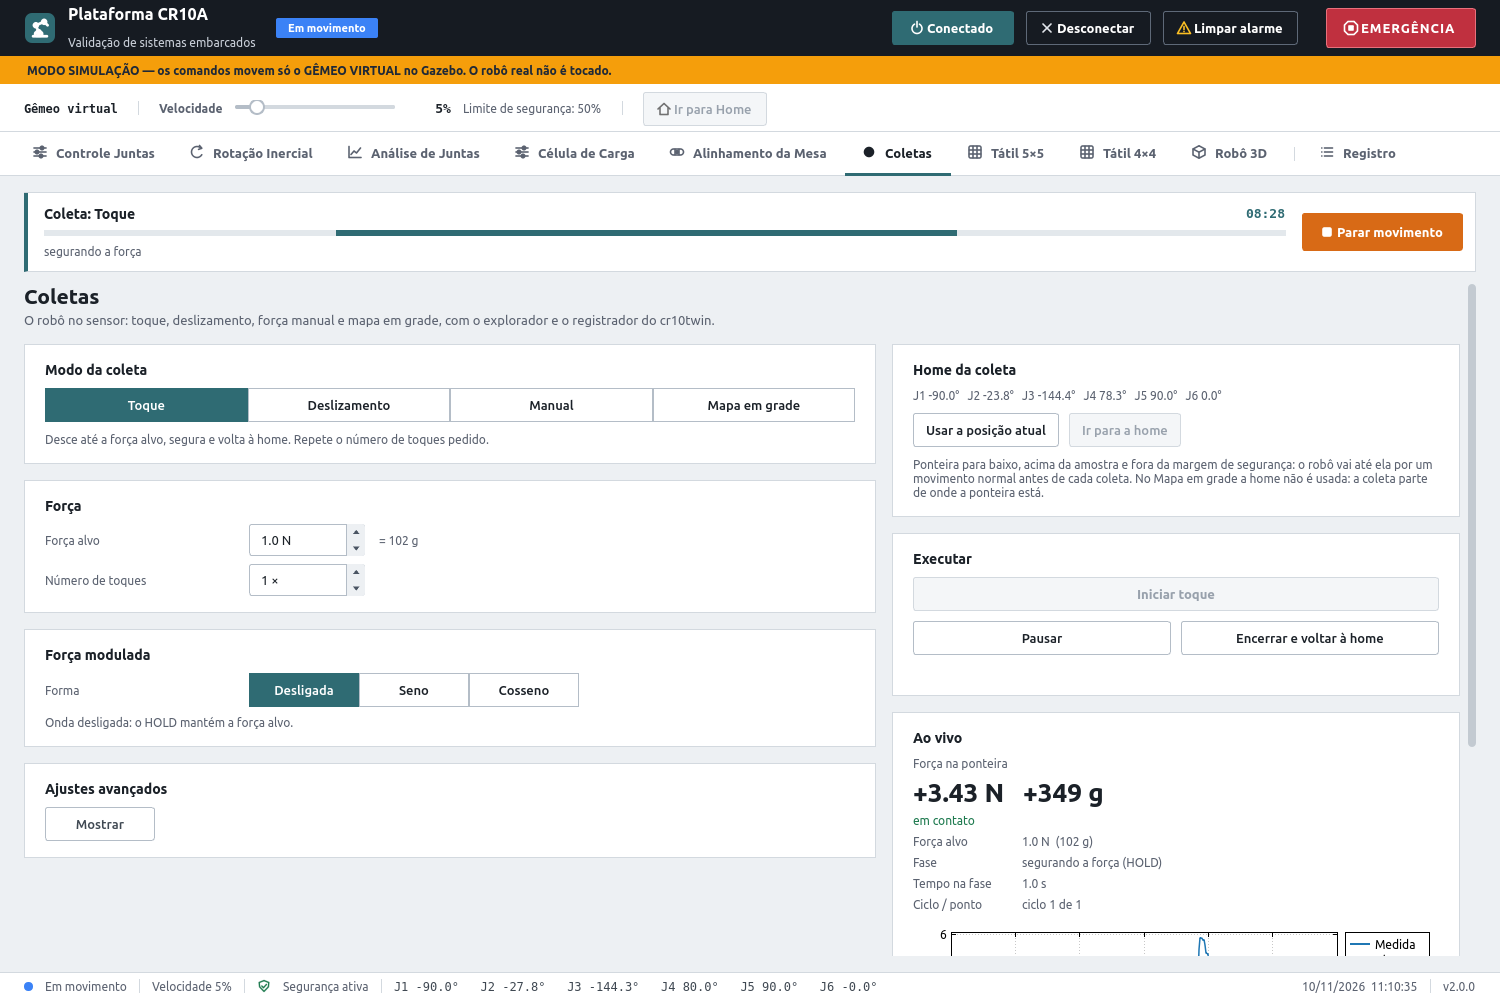 Plataforma CR10A
Validação de sistemas embarcados
Em movimento
Conectado
Desconectar
Limpar alarme
EMERGÊNCIA
MODO SIMULAÇÃO — os comandos movem só o GÊMEO VIRTUAL no Gazebo. O robô real não é tocado.
Gêmeo virtual
Velocidade
5%
Limite de segurança: 50%
Ir para Home
Controle Juntas
Rotação Inercial
Análise de Juntas
Célula de Carga
Alinhamento da Mesa
Coletas
Tátil 5×5
Tátil 4×4
Robô 3D
Registro
Coleta: Toque
08:28
segurando a força
Parar movimento
Coletas
O robô no sensor: toque, deslizamento, força manual e mapa em grade, com o explorador e o registrador do cr10twin.
Modo da coleta
Toque
Deslizamento
Manual
Mapa em grade
Desce até a força alvo, segura e volta à home. Repete o número de toques pedido.
Força
Força alvo
1.0 N
= 102 g
Número de toques
1 ×
Força modulada
Forma
Desligada
Seno
Cosseno
Onda desligada: o HOLD mantém a força alvo.
Ajustes avançados
Mostrar
Home da coleta
J1 -90.0° J2 -23.8° J3 -144.4° J4 78.3° J5 90.0° J6 0.0°
Usar a posição atual
Ir para a home
Ponteira para baixo, acima da amostra e fora da margem de segurança: o robô vai até ela por um
movimento normal antes de cada coleta. No Mapa em grade a home não é usada: a coleta parte
de onde a ponteira está.
Executar
Iniciar toque
Pausar
Encerrar e voltar à home
Ao vivo
Força na ponteira
+3.43 N +349 g
em contato
Força alvo
1.0 N (102 g)
Fase
segurando a força (HOLD)
Tempo na fase
1.0 s
Ciclo / ponto
ciclo 1 de 1
6
Medida
Em movimento
Velocidade 5%
Segurança ativa
J1 -90.0° J2 -27.8° J3 -144.3° J4 80.0° J5 90.0° J6 -0.0°
10/11/2026 11:10:35
v2.0.0